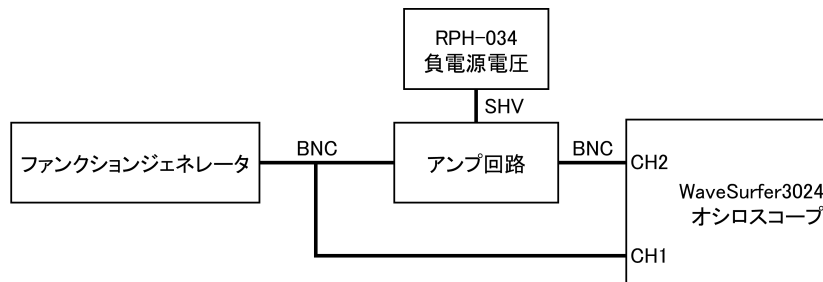 RPH-034
負電源電圧
SHV
ファンクションジェネレータ
BNC
アンプ回路
BNC
CH2
WaveSurfer3024
オシロスコープ
CH1